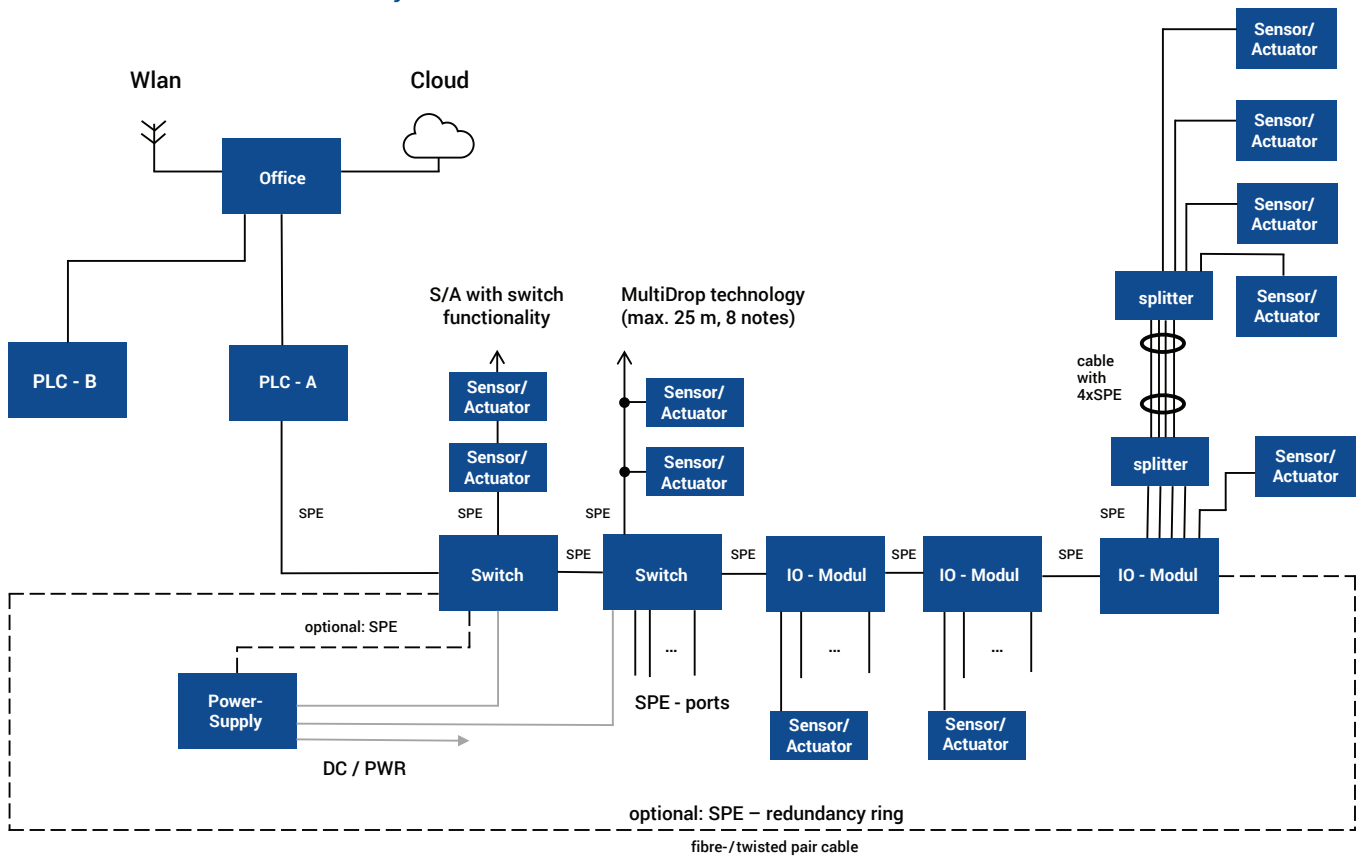 Sensor/
Actuator
Wlan
Cloud
Sensor/
Actuator
Office
Sensor/
Actuator
S/A with switch
functionality
MultiDrop technology
(max. 25 m, 8 notes)
splitter
Sensor/
Actuator
PLC - B
PLC - A
cable
with
4xSPE
Sensor/
Actuator
Sensor/
Actuator
Sensor/
Actuator
Sensor/
Actuator
splitter
Sensor/
Actuator
SPE
SPE
SPE
SPE
Switch
SPE
Switch
SPE
IO - Modul
SPE
IO - Modul
SPE
IO - Modul
optional: SPE
...
...
...
Power-
Supply
SPE - ports
Sensor/
Actuator
Sensor/
Actuator
DC / PWR
optional: SPE – redundancy ring
fibre-/twisted pair cable